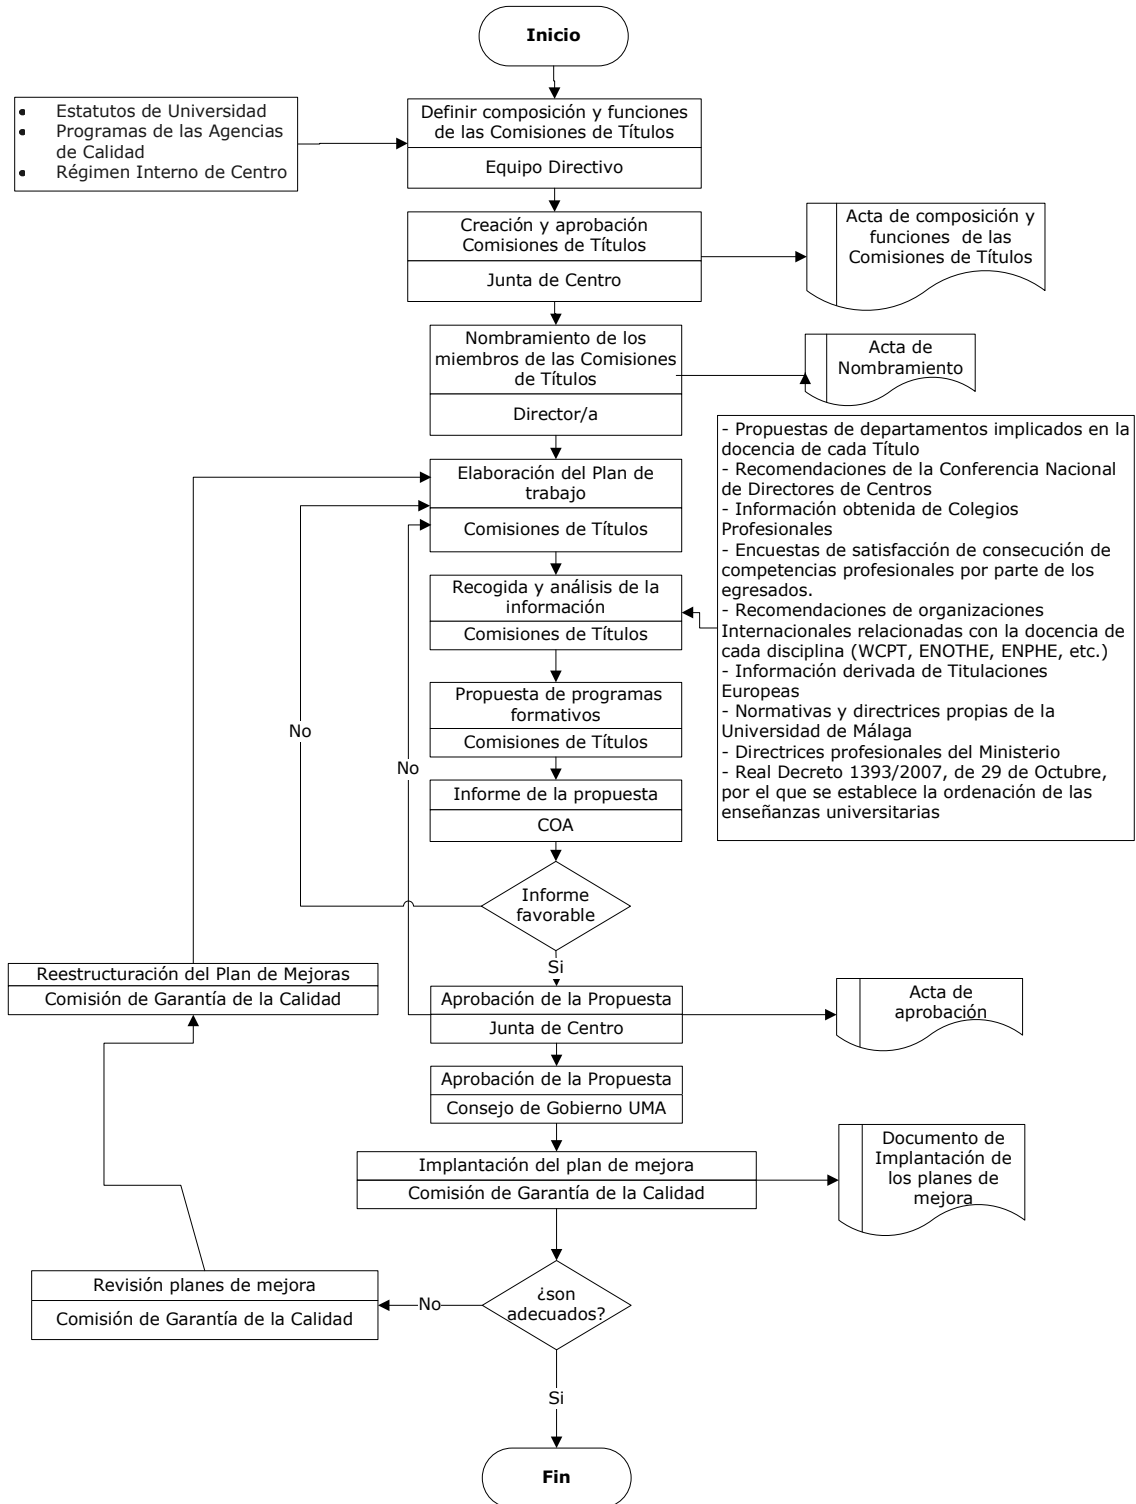 Inicio
• Estatutos de Universidad
• Programas de las Agencias
de Calidad
• Régimen Interno de Centro
Definir composición y funciones
de las Comisiones de Títulos
Equipo Directivo
Creación y aprobación
Comisiones de Títulos
Junta de Centro
Acta de composición y
funciones de las
Comisiones de Títulos
Nombramiento de los
miembros de las Comisiones
de Títulos
Director/a
Acta de
Nombramiento
Elaboración del Plan de
trabajo
Comisiones de Títulos
- Propuestas de departamentos implicados en la
docencia de cada Título
- Recomendaciones de la Conferencia Nacional
de Directores de Centros
- Información obtenida de Colegios
Profesionales
- Encuestas de satisfacción de consecución de
competencias profesionales por parte de los
egresados.
- Recomendaciones de organizaciones
Internacionales relacionadas con la docencia de
cada disciplina (WCPT, ENOTHE, ENPHE, etc.)
- Información derivada de Titulaciones
Europeas
- Normativas y directrices propias de la
Universidad de Málaga
- Directrices profesionales del Ministerio
- Real Decreto 1393/2007, de 29 de Octubre,
por el que se establece la ordenación de las
enseñanzas universitarias
Recogida y análisis de la
información
Comisiones de Títulos
Propuesta de programas
formativos
Comisiones de Títulos
No
No
Informe de la propuesta
COA
Informe
favorable
Si
Reestructuración del Plan de Mejoras
Comisión de Garantía de la Calidad
Aprobación de la Propuesta
Junta de Centro
Acta de
aprobación
Aprobación de la Propuesta
Consejo de Gobierno UMA
Implantación del plan de mejora
Comisión de Garantía de la Calidad
Documento de
Implantación de
los planes de
mejora
Revisión planes de mejora
Comisión de Garantía de la Calidad
No
¿son
adecuados?
Si
Fin